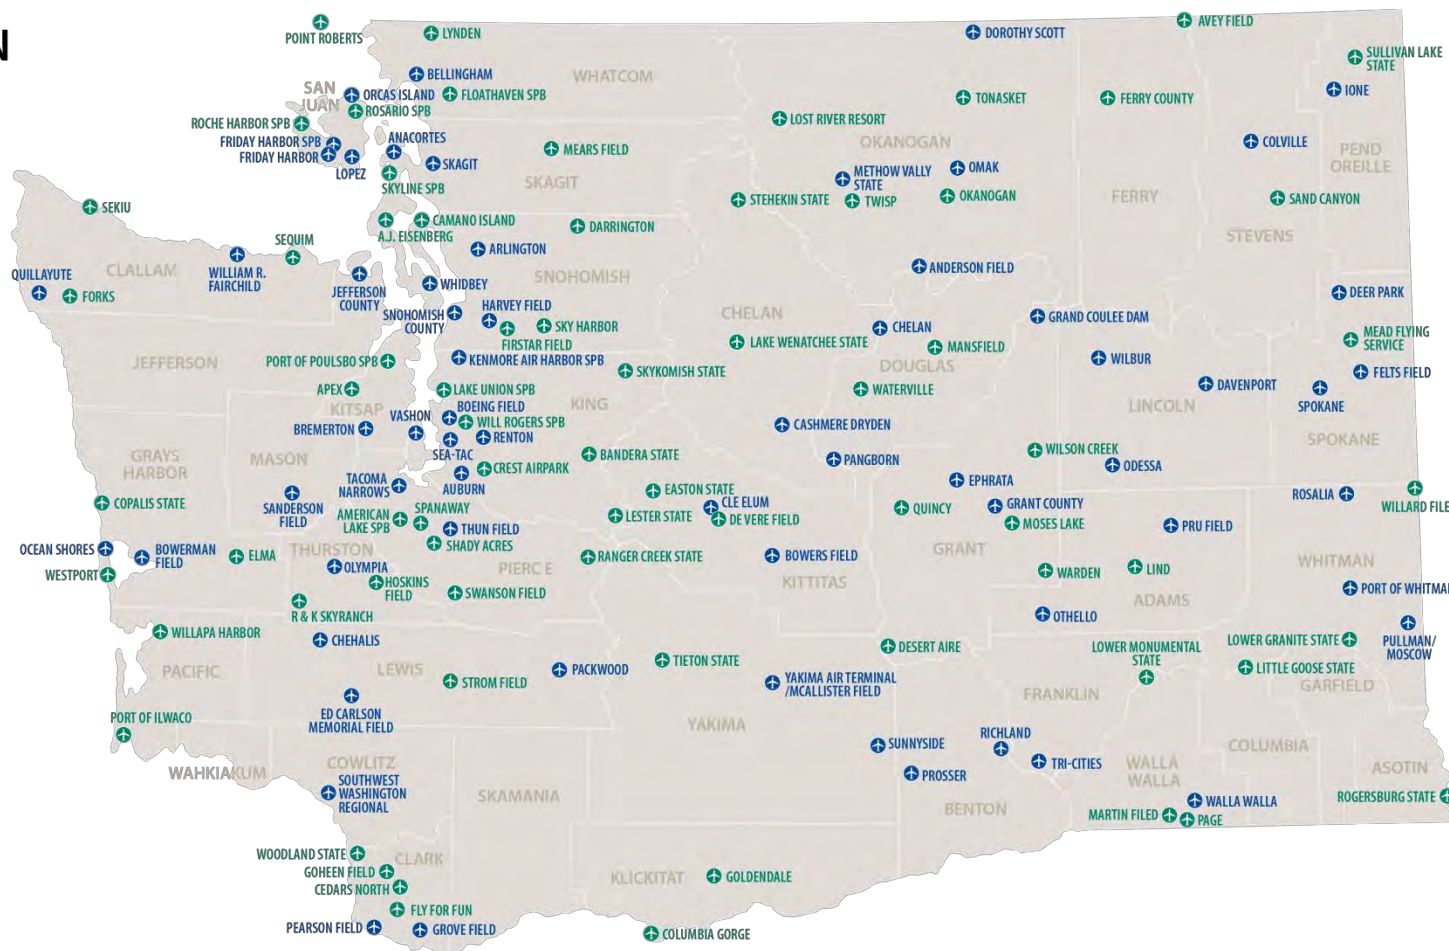 N
POINT ROBERTS
LYNDEN
DOROTHY SCOTT
AVEY FIELD
SULLIVAN LAKE
STATE
BELLINGHAM
WHATCOM
IONE
SAN
JUAN
ORCAS ISLAND
FLOATHAVEN SPB
TONASKET
FERRY COUNTY
ROSARIO SPB
ROCHE HARBOR SPB
LOST RIVER RESORT
FRIDAY HARBOR SPB
ANACORTES
OKANOGAN
COLVILLE
PEND
OREILLE
FRIDAY HARBOR
MEARS FIELD
LOPEZ
SKAGIT
METHOW VALLY
STATE
OMAK
SKYLINE SPB
SKAGIT
STEHEKIN STATE
TWISP
OKANOGAN
FERRY
SAND CANYON
SEKIU
CAMANO ISLAND
A.J. EISENBERG
DARRINGTON
STEVENS
SEQUIM
ARLINGTON
CLALLAM
WILLIAM R.
FAIRCHILD
ANDERSON FIELD
QUILLAYUTE
FORKS
JEFFERSON
COUNTY
WHIDBEY
SNOHOMISH
DEER PARK
SNOHOMISH
COUNTY
HARVEY FIELD
CHELAN
GRAND COULEE DAM
FIRSTAR FIELD
SKY HARBOR
CHELAN
MEAD FLYING
SERVICE
LAKE WENATCHEE STATE
MANSFIELD
JEFFERSON
PORT OF POULSBO SPB
KENMORE AIR HARBOR SPB
SKYKOMISH STATE
DOUGLAS
WILBUR
FELTS FIELD
APEX
LAKE UNION SPB
WATERVILLE
DAVENPORT
SPOKANE
KITSAP
VASHON
BOEING FIELD
KING
LINCOLN
WILL ROGERS SPB
BREMERTON
RENTON
CASHMERE DRYDEN
SPOKANE
SEA-TAC
BANDERA STATE
WILSON CREEK
GRAYS
HARBOR
MASON
CREST AIRPARK
PANGBORN
ODESSA
TACOMA
NARROWS
AUBURN
EPHRATA
SANDERSON
FIELD
EASTON STATE
ROSALIA
WILLARD FILE
COPALIS STATE
AMERICAN
LAKE SPB
SPANAWAY
CLE ELUM
LESTER STATE
DE VERE FIELD
QUINCY
GRANT COUNTY
MOSES LAKE
PRU FIELD
THUN FIELD
SHADY ACRES
OCEAN SHORES
BOWERMAN
FIELD
ELMA
THURSTON
RANGER CREEK STATE
BOWERS FIELD
GRANT
WHITMAN
WESTPORT
OLYMPIA
PIERC E
KITTITAS
WARDEN
LIND
HOSKINS
FIELD
SWANSON FIELD
PORT OF WHITMAN
R & K SKYRANCH
ADAMS
OTHELLO
WILLAPA HARBOR
CHEHALIS
DESERT AIRE
LOWER MONUMENTAL
STATE
LOWER GRANITE STATE
PULLMAN/
MOSCOW
PACIFIC
LEWIS
PACKWOOD
TIETON STATE
LITTLE GOOSE STATE
STROM FIELD
YAKIMA AIR TERMINAL
/MCALLISTER FIELD
FRANKLIN
GARFIELD
PORT OF ILWACO
ED CARLSON
MEMORIAL FIELD
YAKIMA
RICHLAND
SUNNYSIDE
COLUMBIA
WAHKIAKUM
COWLITZ
PROSSER
TRI-CITIES
WALLA
WALLA
ASOTIN
SOUTHWEST
WASHINGTON
REGIONAL
SKAMANIA
BENTON
WALLA WALLA
ROGERSBURG STATE
MARTIN FILED
PAGE
WOODLAND STATE
CLARK
GOHEEN FIELD
CEDARS NORTH
KLICKITAT
GOLDENDALE
FLY FOR FUN
PEARSON FIELD
GROVE FIELD
COLUMBIA GORGE